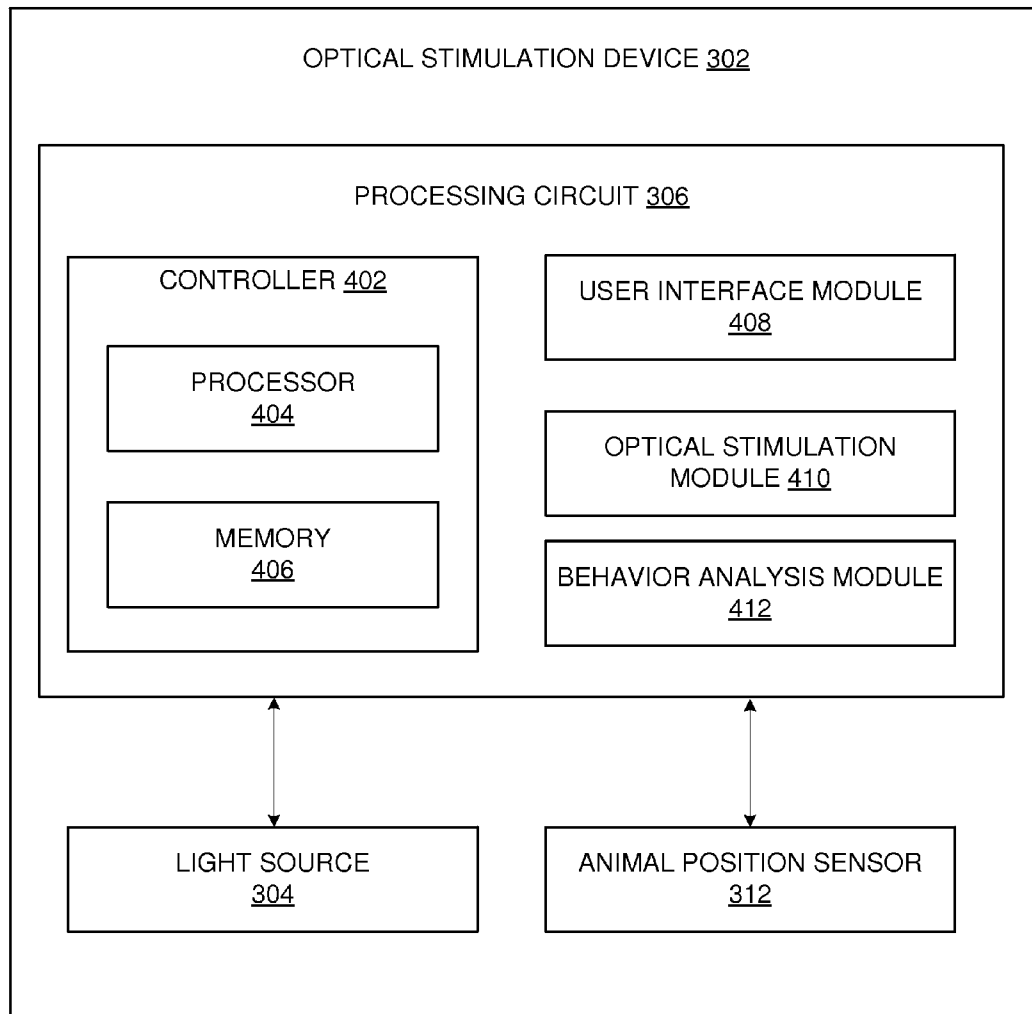 OPTICAL STIMULATION DEVICE 302
PROCESSING CIRCUIT 306
CONTROLLER 402
PROCESSOR
404
MEMORY
406
USER INTERFACE MODULE
408
OPTICAL STIMULATION
MODULE 410
BEHAVIOR ANALYSIS MODULE
412
LIGHT SOURCE
304
ANIMAL POSITION SENSOR
312